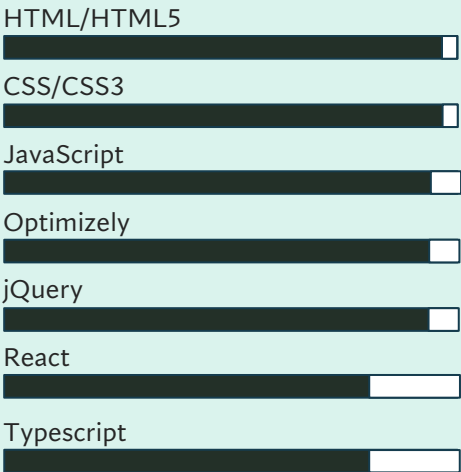 HTML/HTML5
CSS/CSS3
JavaScript
Optimizely
jQuery
React
Typescript